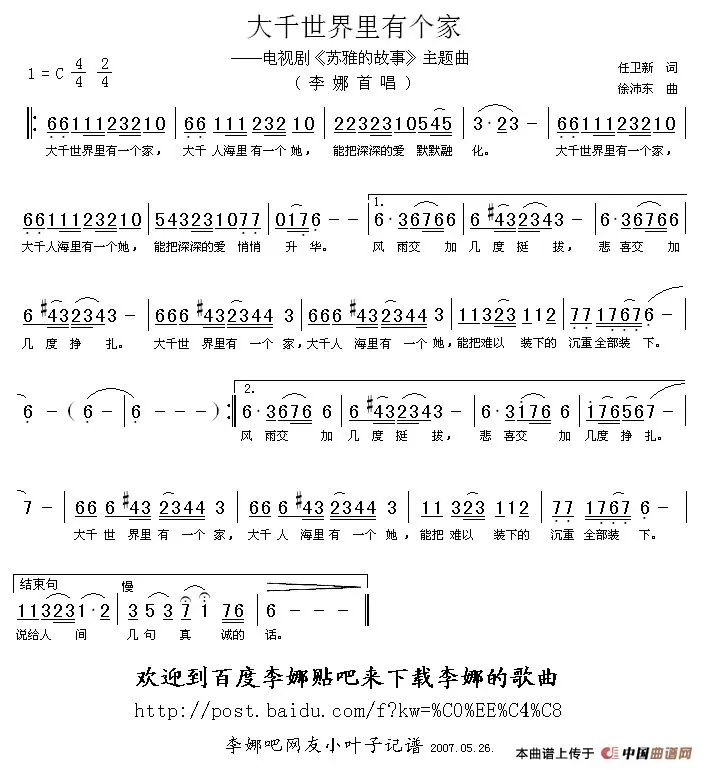 大千世界里有个家
——电视剧《苏雅的故事》主题曲
1=C 4/4 2/4
（李娜首唱）
任卫新 词
徐沛东 曲
6611123210 | 66 111 232 10 | 2232310545 | 3·23- | 6611123210 |
大千世界里有一个家， 大千人海里有一个她， 能把深深的爱 默默融 化。 大千世界里有一个家，
6611123210 | 543231077 | 0176 - - | 1. 6·36766 | 6 #432343 - | 6·36766 |
大千人海里有一个她， 能把深深的爱 悄悄 升 华。 风 雨交 加 几 度 挺 拔， 悲 喜交 加
6 #432343 - | 666 #43 2344 3 | 666 #43 2344 3 | 11323 112 | 77 17676 - |
几 度 挣 扎。 大千世 界里有 一个 家， 大千人 海里有 一个 她， 能把难以 装下的 沉重 全部装 下。
6 - （6 - | 6 - - -） :‖ 2. 6·3676 6 | 6 #432343 - | 6·3176 6 | 176567 - |
风 雨交 加 几 度 挺 拔， 悲 喜交 加 几度 挣 扎。
7 - | 66 6 #43 2344 3 | 66 6 #43 2344 3 | 11 323 112 | 77 1767 6 - |
大千 世 界里 有 一个 家， 大千 人 海里 有 一个 她， 能把 难以 装下的 沉重 全部装 下。
结束句 慢
113231·2 | 3 53 7 1 76 | 6 - - - ‖
说给人 间 几 句 真 诚的 话。
欢迎到百度李娜贴吧来下载李娜的歌曲
http://post.baidu.com/f?kw=%C0%EE%C4%C8
李娜吧网友小叶子记谱 2007.05.26.
本曲谱上传于 中国曲谱网